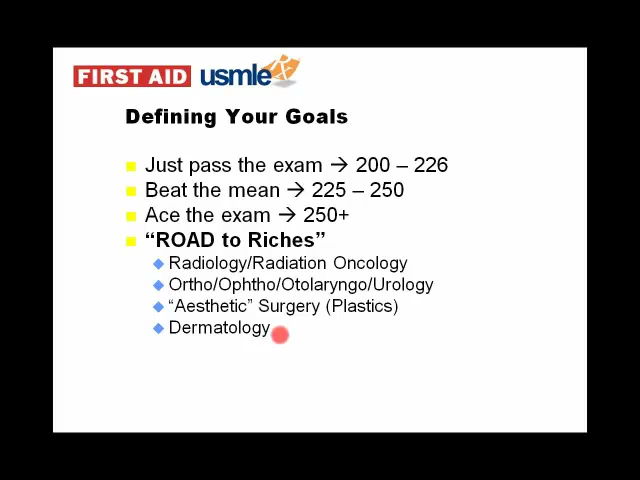 FIRST AID usmle
Defining Your Goals
Just pass the exam → 200 – 226
Beat the mean → 225 – 250
Ace the exam → 250+
“ROAD to Riches”
Radiology/Radiation Oncology
Ortho/Ophtho/Otolaryngo/Urology
“Aesthetic” Surgery (Plastics)
Dermatology